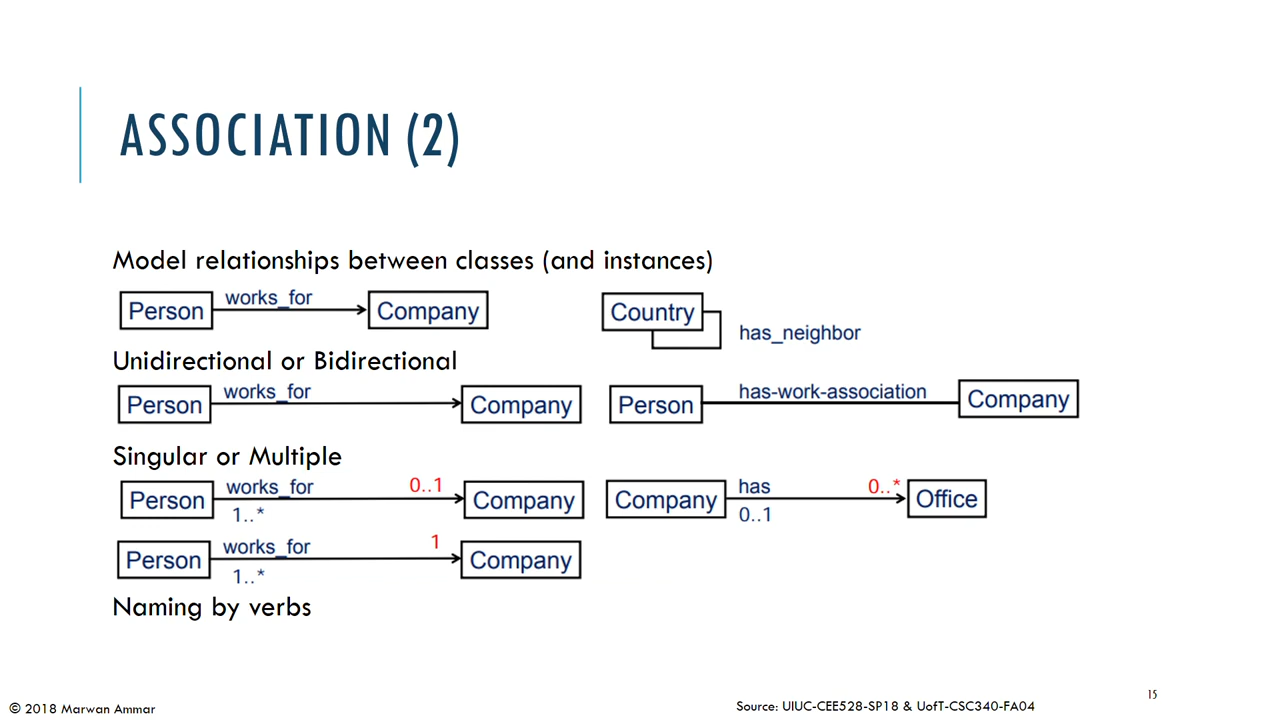 ASSOCIATION (2)
Model relationships between classes (and instances)
Person works_for Company
Country has_neighbor
Unidirectional or Bidirectional
Person works_for Company
Person has-work-association Company
Singular or Multiple
Person works_for 0..1 Company
1..*
Company has 0..* Office
0..1
Person works_for 1 Company
1..*
Naming by verbs
© 2018 Marwan Ammar
Source: UIUC-CEE528-SP18 & UofT-CSC340-FA04
15